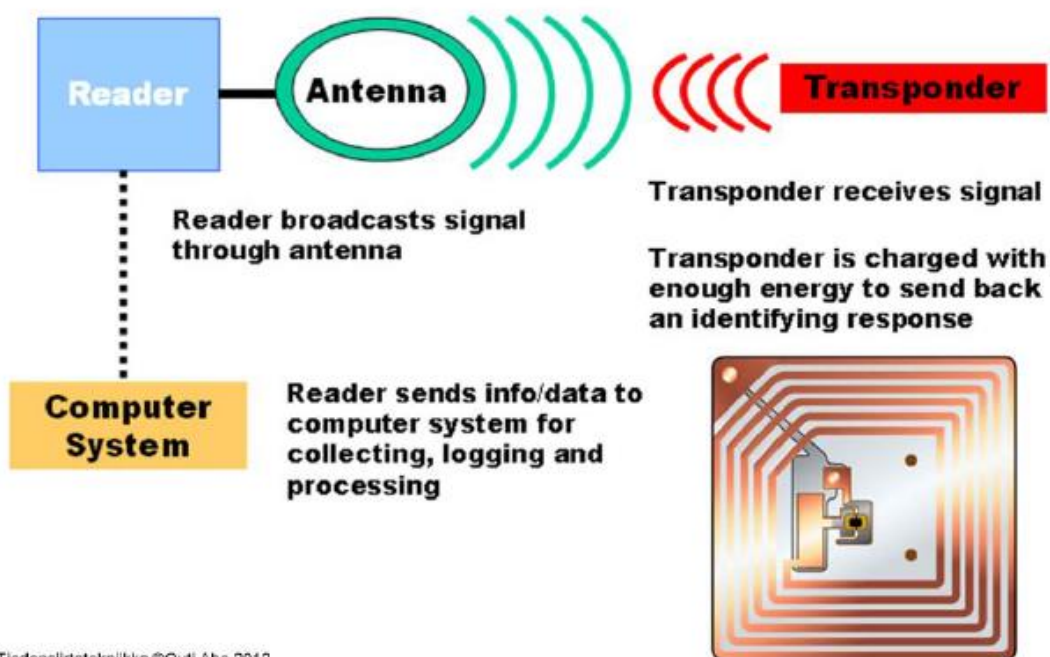 Reader
Antenna
Transponder
Reader broadcasts signal
through antenna
Transponder receives signal
Transponder is charged with
enough energy to send back
an identifying response
Computer
System
Reader sends info/data to
computer system for
collecting, logging and
processing